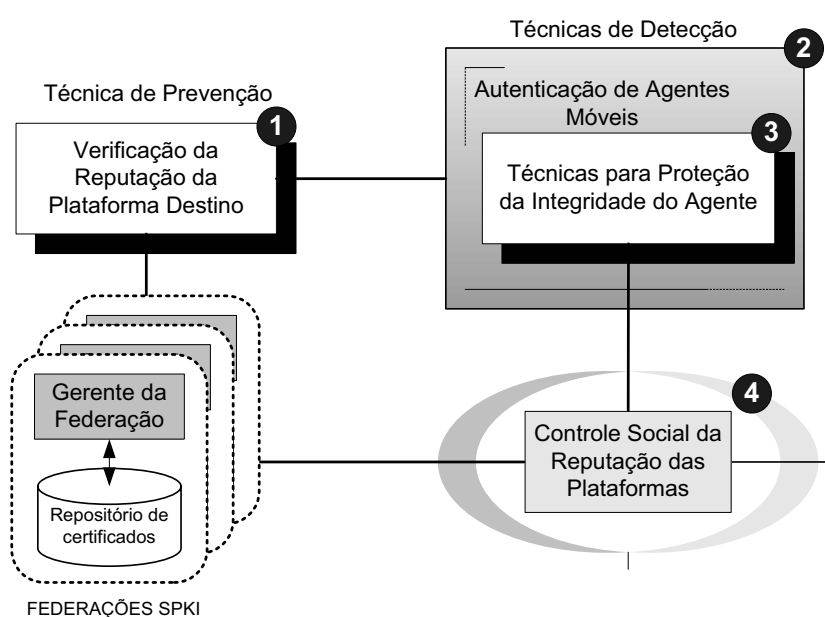 Técnicas de Detecção
2
Técnica de Prevenção
1
Verificação da
Reputação da
Plataforma Destino
Autenticação de Agentes
Móveis
3
Técnicas para Proteção
da Integridade do Agente
Gerente da
Federação
Repositório de
certificados
FEDERAÇÕES SPKI
4
Controle Social da
Reputação das
Plataformas